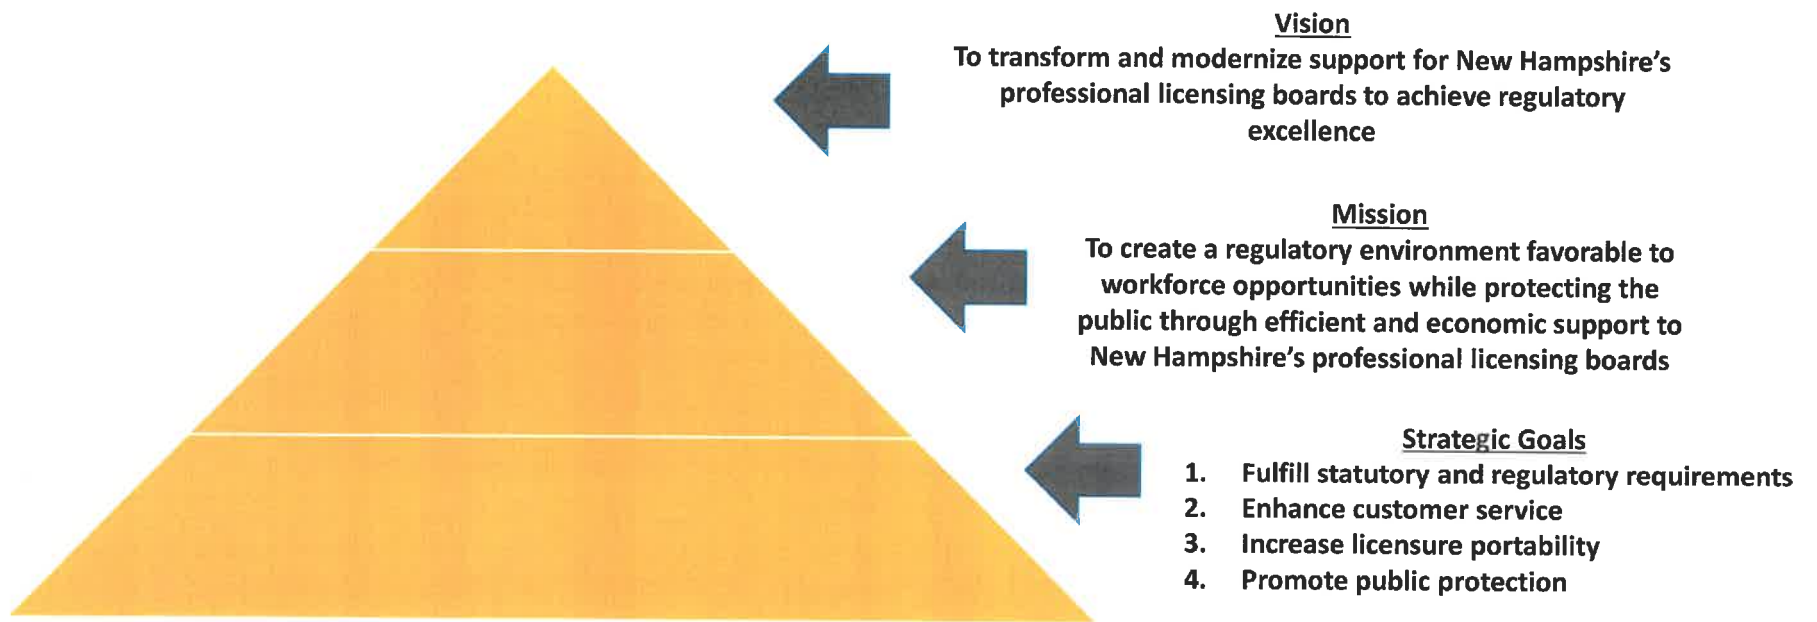 Vision
To transform and modernize support for New Hampshire's
professional licensing boards to achieve regulatory
excellence
Mission
To create a regulatory environment favorable to
workforce opportunities while protecting the
public through efficient and economic support to
New Hampshire's professional licensing boards
Strategic Goals
1. Fulfill statutory and regulatory requirements
2. Enhance customer service
3. Increase licensure portability
4. Promote public protection